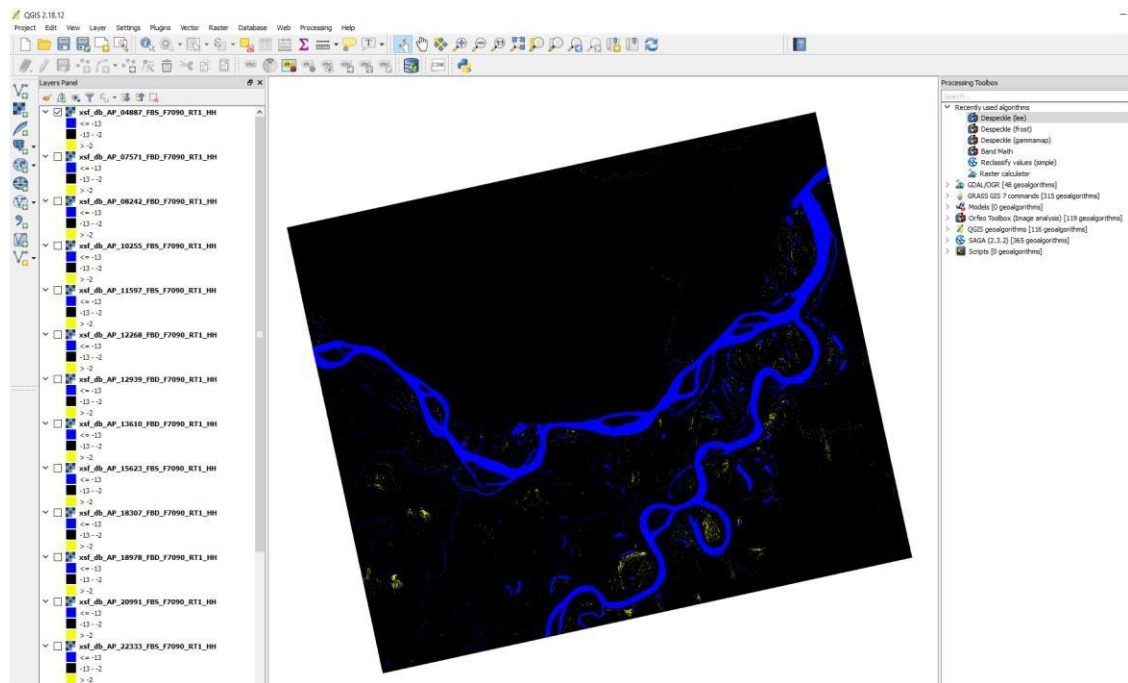 QGIS 2.18.12
Project Edit View Layer Settings Plugins Vector Raster Database Web Processing Help
Layers Panel
xsf_db_AP_04887_FBS_F7090_RT1_HH
<= -13
-13 - -2
> -2
xsf_db_AP_07571_FBD_F7090_RT1_HH
<= -13
-13 - -2
> -2
xsf_db_AP_08242_FBD_F7090_RT1_HH
<= -13
-13 - -2
> -2
xsf_db_AP_10255_FBD_F7090_RT1_HH
<= -13
-13 - -2
> -2
xsf_db_AP_11597_FBS_F7090_RT1_HH
<= -13
-13 - -2
> -2
xsf_db_AP_12268_FBD_F7090_RT1_HH
<= -13
-13 - -2
> -2
xsf_db_AP_12939_FBD_F7090_RT1_HH
<= -13
-13 - -2
> -2
xsf_db_AP_13610_FBD_F7090_RT1_HH
<= -13
-13 - -2
> -2
xsf_db_AP_15623_FBS_F7090_RT1_HH
<= -13
-13 - -2
> -2
xsf_db_AP_18307_FBD_F7090_RT1_HH
<= -13
-13 - -2
> -2
xsf_db_AP_18978_FBD_F7090_RT1_HH
<= -13
-13 - -2
> -2
xsf_db_AP_20991_FBS_F7090_RT1_HH
<= -13
-13 - -2
> -2
xsf_db_AP_22333_FBS_F7090_RT1_HH
<= -13
-13 - -2
> -2
Processing Toolbox
Search...
Recently used algorithms
Despeckle (lee)
Despeckle (frost)
Despeckle (gammamap)
Band Math
Reclassify values (simple)
Raster calculator
GDAL/OGR [48 geoalgorithms]
GRASS GIS 7 commands [315 geoalgorithms]
Models [0 geoalgorithms]
Orfeo Toolbox (Image analysis) [119 geoalgorithms]
QGIS geoalgorithms [116 geoalgorithms]
SAGA (2.3.2) [365 geoalgorithms]
Scripts [0 geoalgorithms]